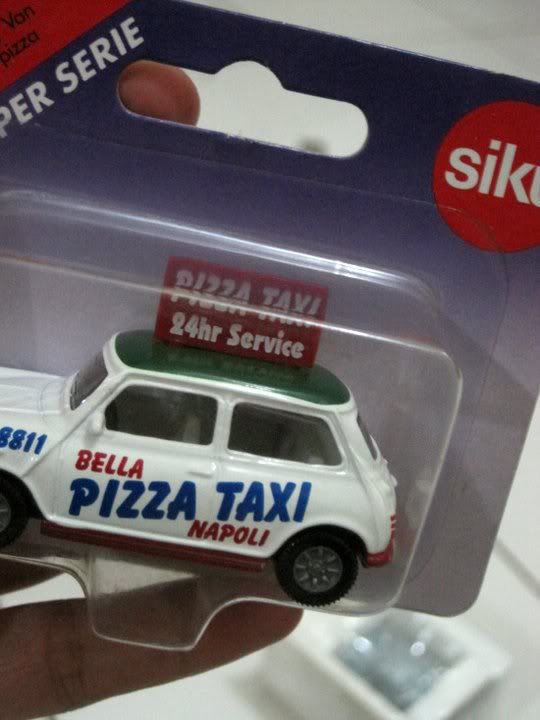 Van
pizza
PER SERIE
siku
PIZZA TAXI
24hr Service
8811
BELLA
PIZZA TAXI
NAPOLI